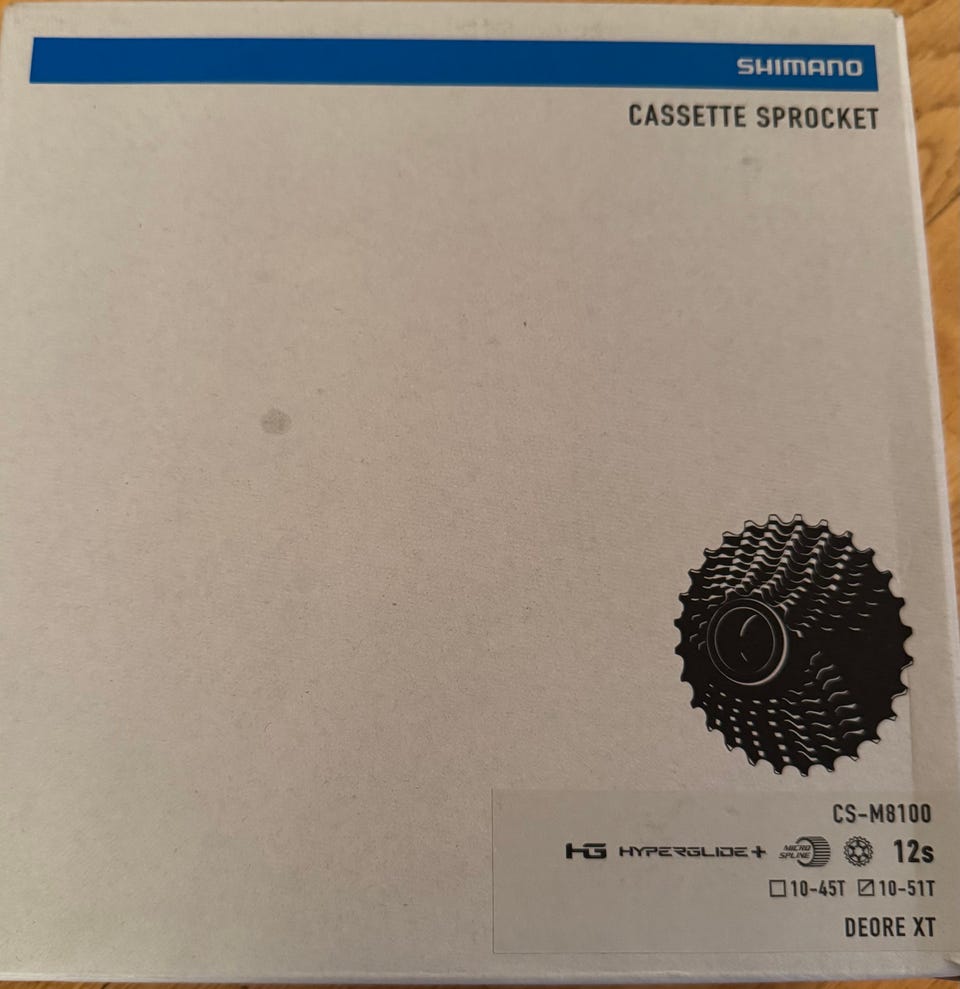 SHIMANO
CASSETTE SPROCKET
CS-M8100
HG HYPERGLIDE+ MICRO SPLINE 12s
☐ 10-45T ☑ 10-51T
DEORE XT